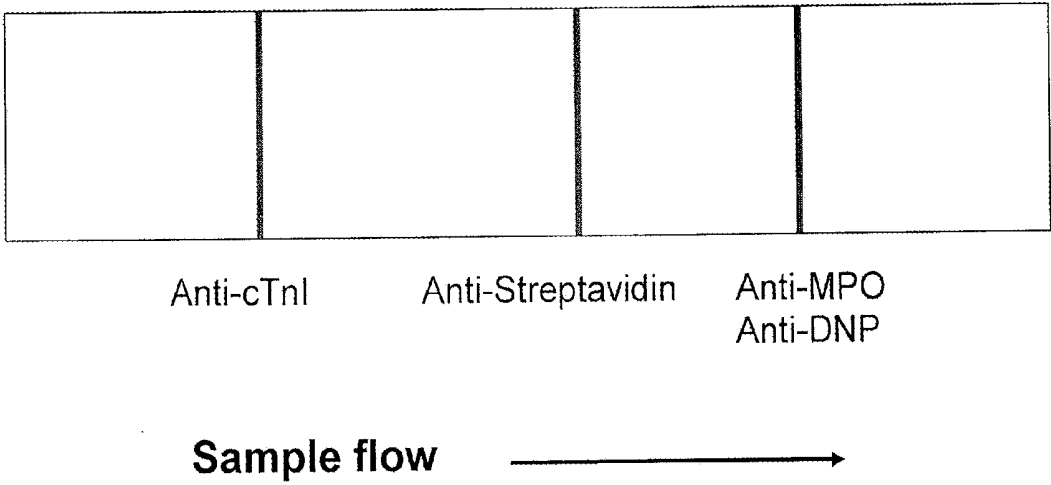 Anti-cTnI
Anti-Streptavidin
Anti-MPO
Anti-DNP
Sample flow